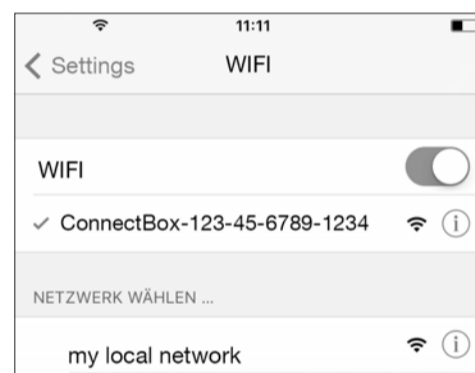 11:11
Settings
WIFI
WIFI
ConnectBox-123-45-6789-1234
NETZWERK WÄHLEN ...
my local network